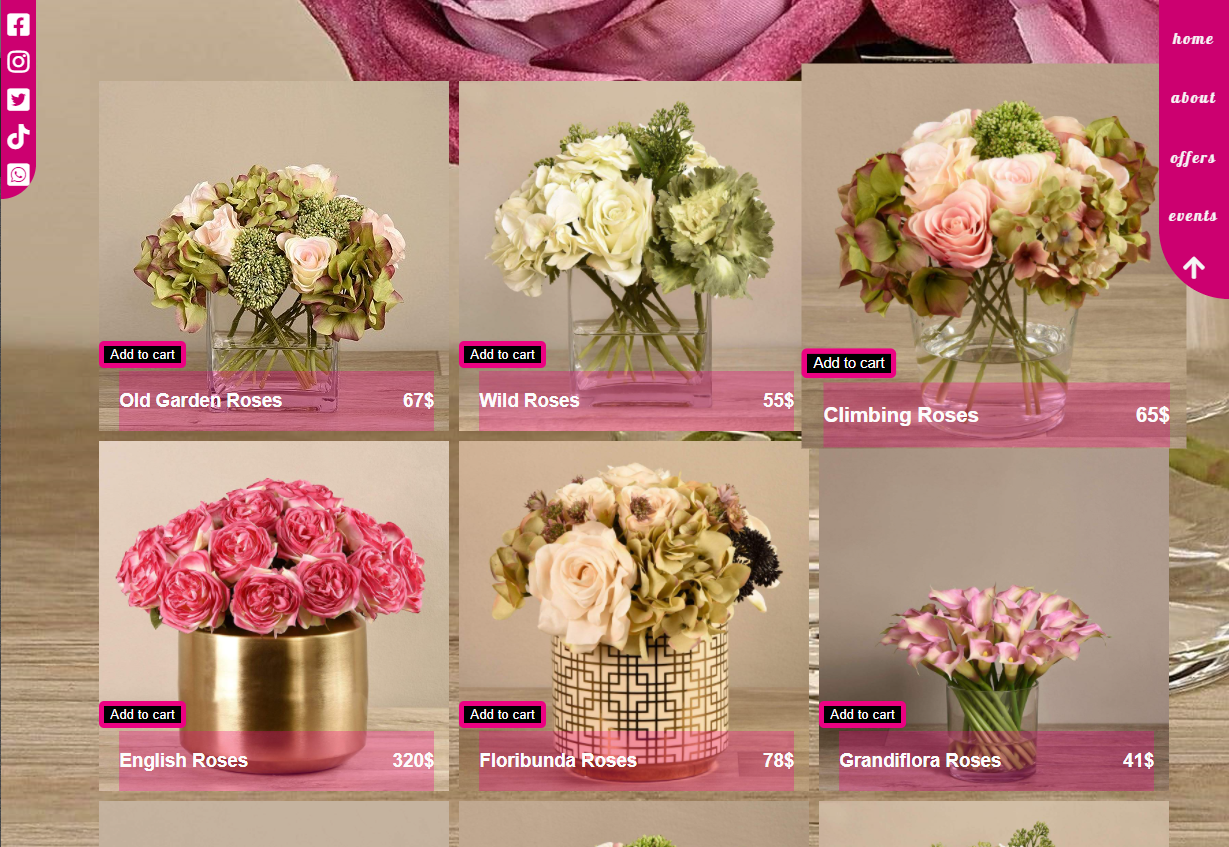 home
about
offers
events
Add to cart
Old Garden Roses 67$
Add to cart
Wild Roses 55$
Add to cart
Climbing Roses 65$
Add to cart
English Roses 320$
Add to cart
Floribunda Roses 78$
Add to cart
Grandiflora Roses 41$